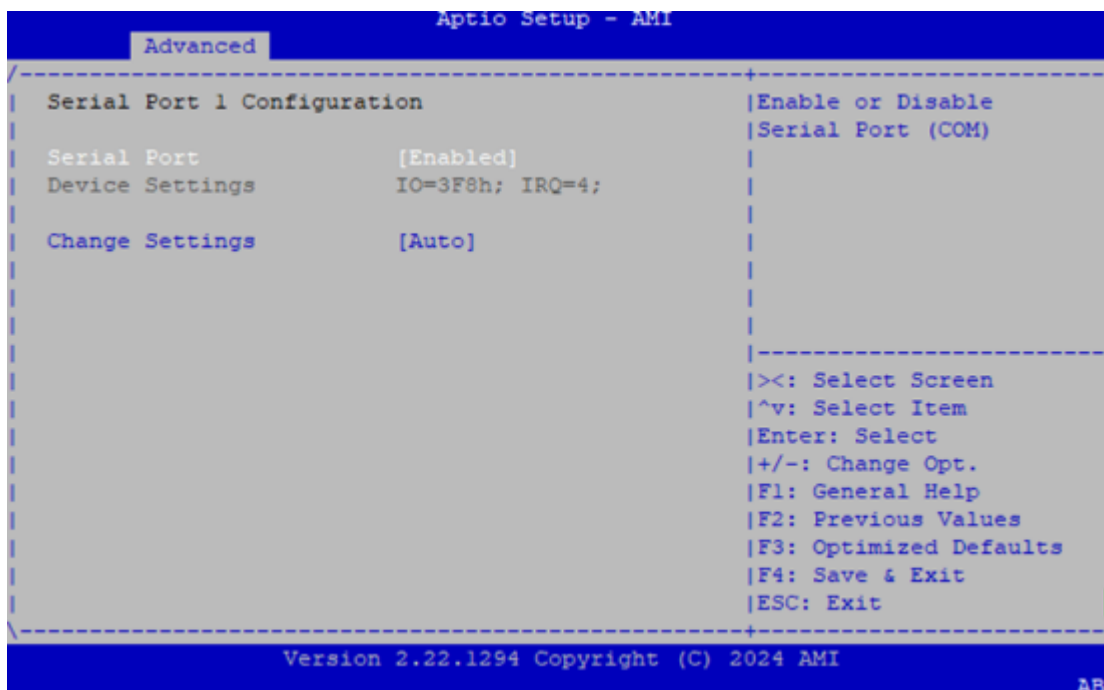 Aptio Setup - AMI
Advanced
Serial Port 1 Configuration
Serial Port [Enabled]
Device Settings IO=3F8h; IRQ=4;
Change Settings [Auto]
Enable or Disable
Serial Port (COM)
><: Select Screen
^v: Select Item
Enter: Select
+/-: Change Opt.
F1: General Help
F2: Previous Values
F3: Optimized Defaults
F4: Save & Exit
ESC: Exit
Version 2.22.1294 Copyright (C) 2024 AMI
AB